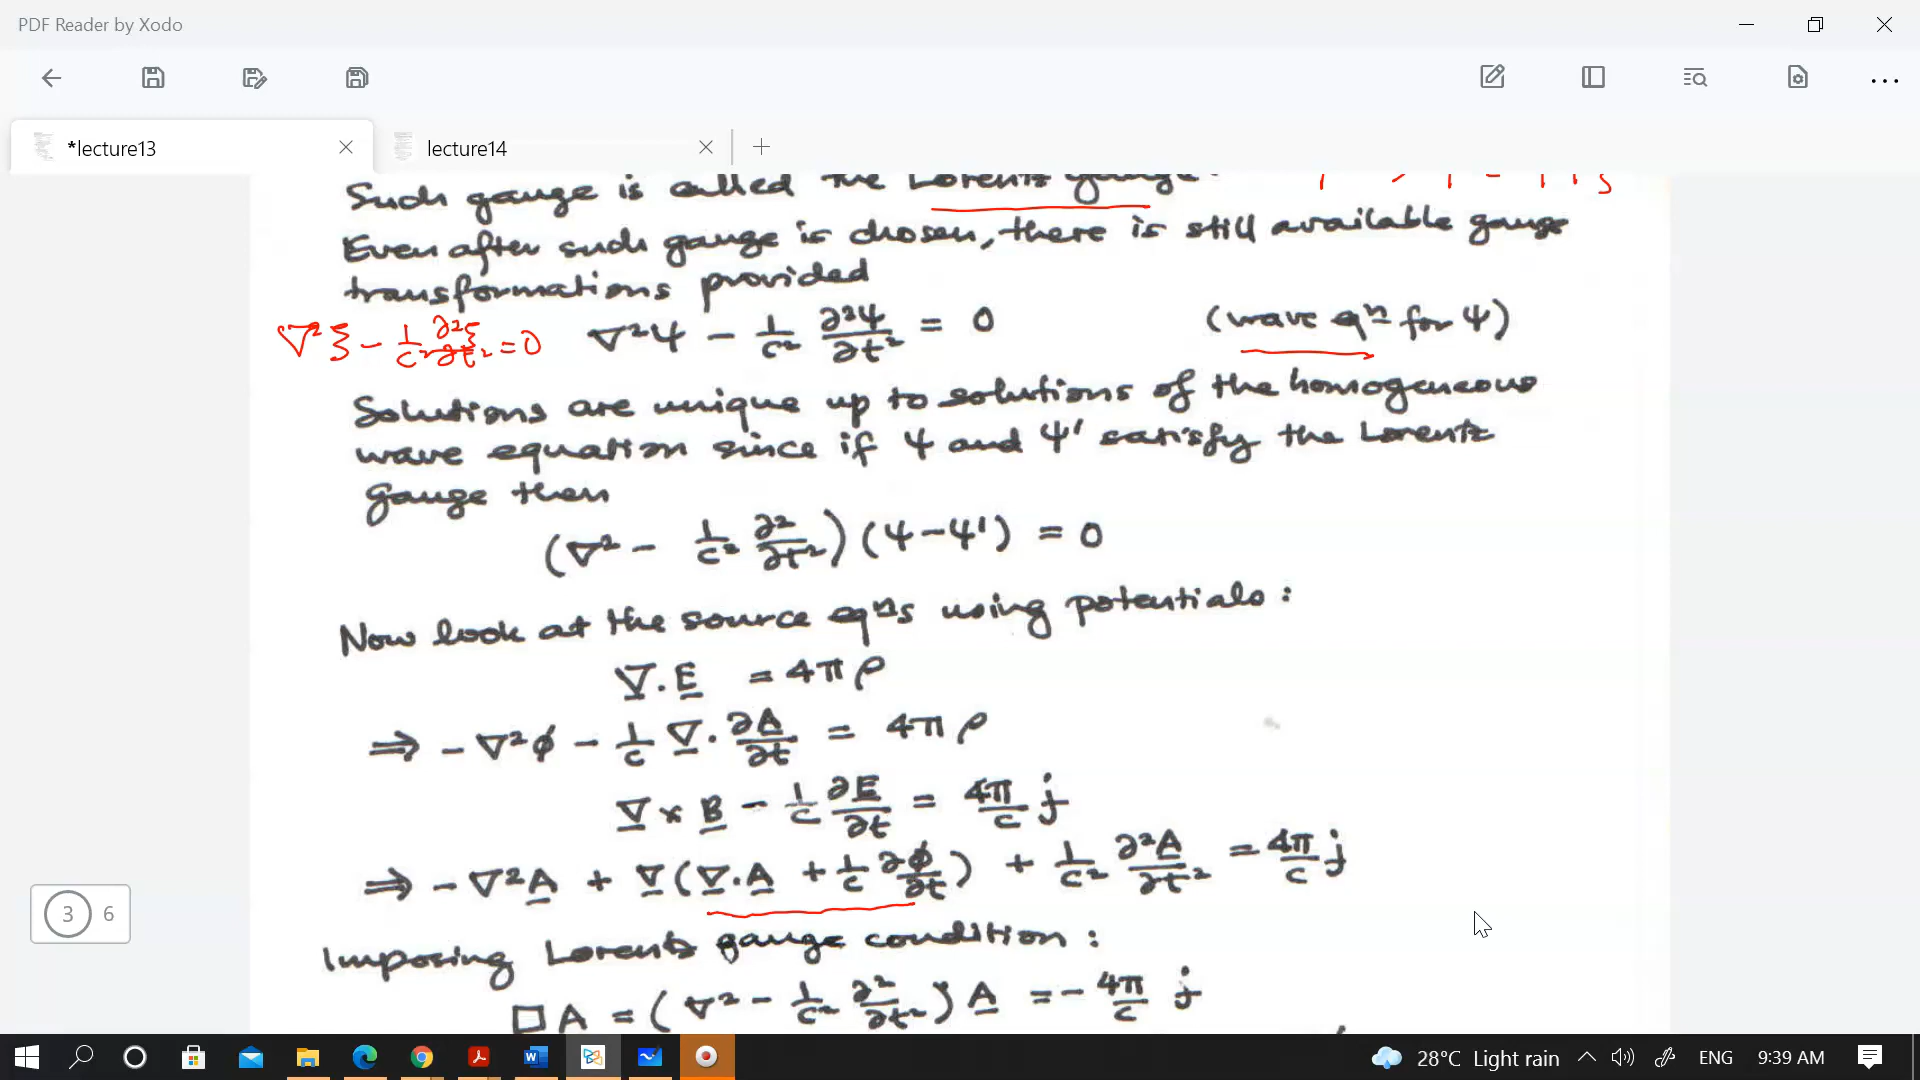 PDF Reader by Xodo
*lecture13
lecture14
Such gauge is called the Lorentz gauge.
Even after such gauge is chosen, there is still available gauge
transformations provided
∇²ξ - 1/c² ∂²ξ/∂t² = 0
∇²ψ - 1/c² ∂²ψ/∂t² = 0 (wave eqⁿ for ψ)
Solutions are unique up to solutions of the homogeneous
wave equation since if ψ and ψ' satisfy the Lorentz
gauge then
(∇² - 1/c² ∂²/∂t²) (ψ - ψ') = 0
Now look at the source eqⁿs using potentials:
∇.E = 4πρ
⇒ -∇²φ - 1/c ∇.∂A/∂t = 4πρ
∇×B - 1/c ∂E/∂t = 4π/c j
⇒ -∇²A + ∇(∇.A + 1/c ∂φ/∂t) + 1/c² ∂²A/∂t² = 4π/c j
Imposing Lorentz gauge condition:
□A = (∇² - 1/c² ∂²/∂t²) A = - 4π/c j
3 6
28°C Light rain ENG 9:39 AM